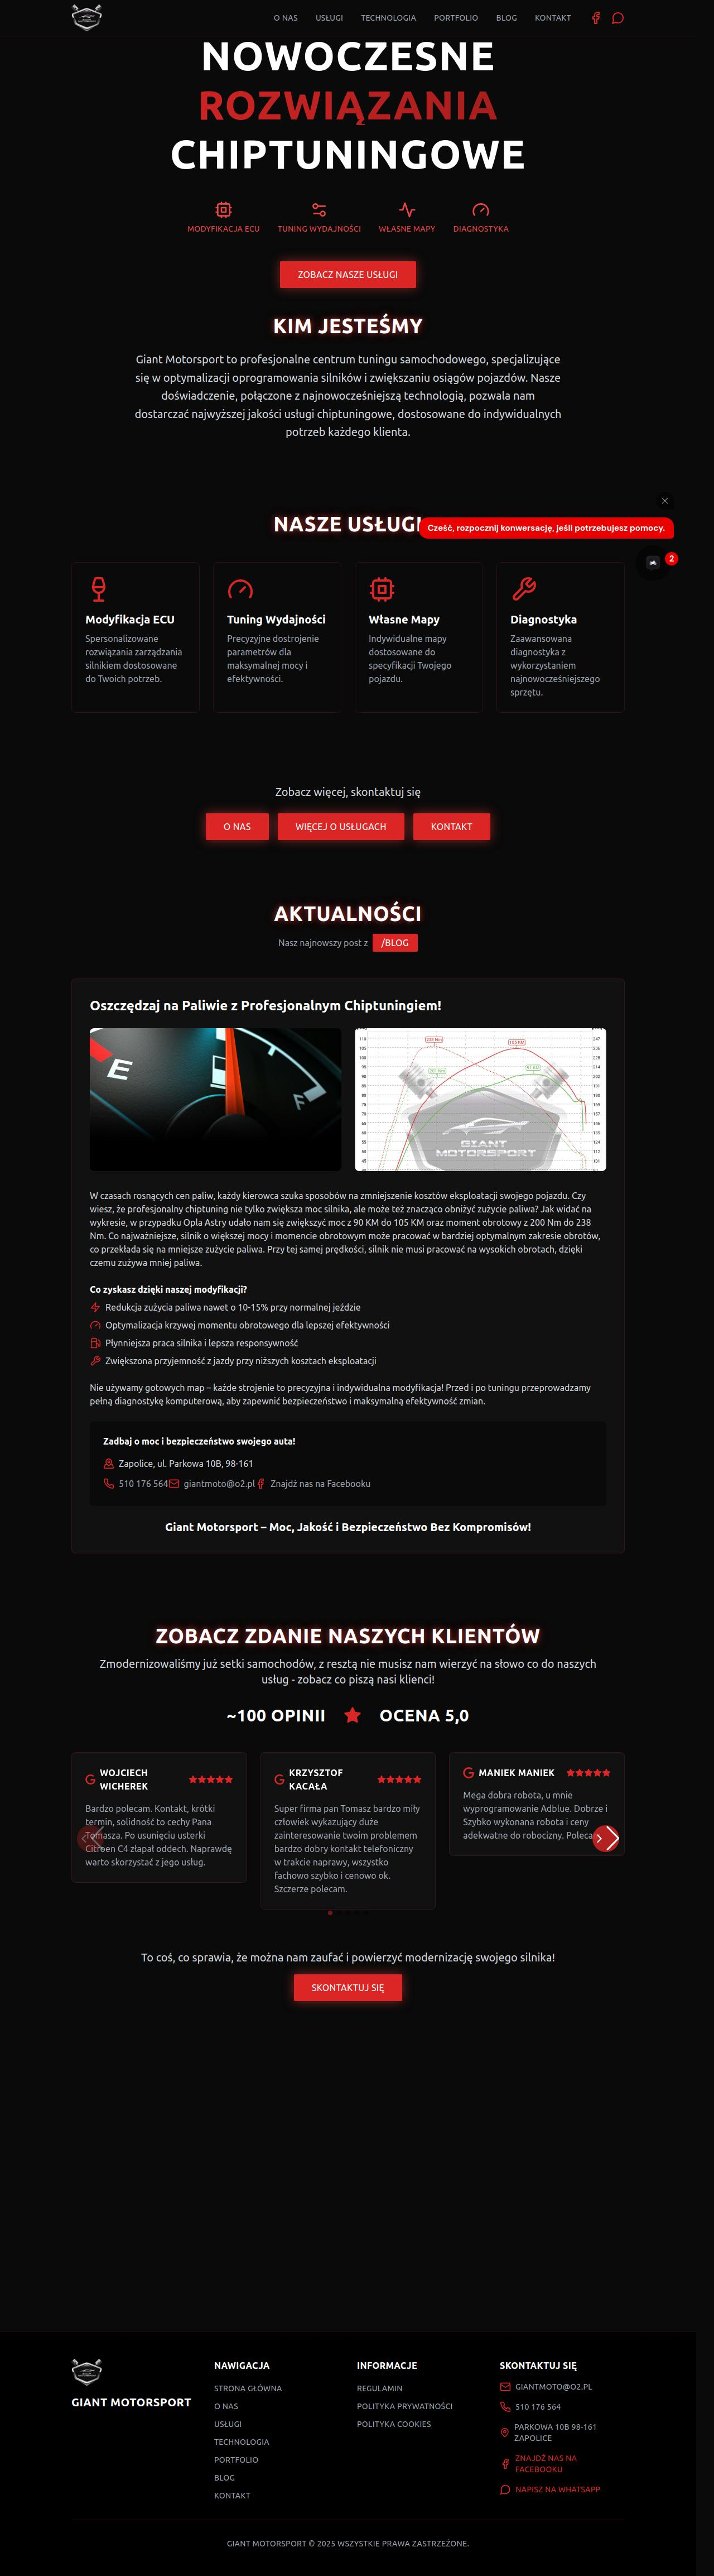 O NAS USŁUGI TECHNOLOGIA PORTFOLIO BLOG KONTAKT
NOWOCZESNE
ROZWIĄZANIA
CHIPTUNINGOWE
MODYFIKACJA ECU TUNING WYDAJNOŚCI WŁASNE MAPY DIAGNOSTYKA
ZOBACZ NASZE USŁUGI
KIM JESTEŚMY
Giant Motorsport to profesjonalne centrum tuningu samochodowego, specjalizujące
się w optymalizacji oprogramowania silników i zwiększaniu osiągów pojazdów. Nasze
doświadczenie, połączone z najnowocześniejszą technologią, pozwala nam
dostarczać najwyższej jakości usługi chiptuningowe, dostosowane do indywidualnych
potrzeb każdego klienta.
NASZE USŁUGI
Cześć, rozpocznij konwersację, jeśli potrzebujesz pomocy.
2
Modyfikacja ECU
Spersonalizowane
rozwiązania zarządzania
silnikiem dostosowane
do Twoich potrzeb.
Tuning Wydajności
Precyzyjne dostrojenie
parametrów dla
maksymalnej mocy i
efektywności.
Własne Mapy
Indywidualne mapy
dostosowane do
specyfikacji Twojego
pojazdu.
Diagnostyka
Zaawansowana
diagnostyka z
wykorzystaniem
najnowocześniejszego
sprzętu.
Zobacz więcej, skontaktuj się
O NAS WIĘCEJ O USŁUGACH KONTAKT
AKTUALNOŚCI
Nasz najnowszy post z /BLOG
Oszczędzaj na Paliwie z Profesjonalnym Chiptuningiem!
E F
GIANT
MOTORSPORT
W czasach rosnących cen paliw, każdy kierowca szuka sposobów na zmniejszenie kosztów eksploatacji swojego pojazdu. Czy
wiesz, że profesjonalny chiptuning nie tylko zwiększa moc silnika, ale może też znacząco obniżyć zużycie paliwa? Jak widać na
wykresie, w przypadku Opla Astry udało nam się zwiększyć moc z 90 KM do 105 KM oraz moment obrotowy z 200 Nm do 238
Nm. Co najważniejsze, silnik o większej mocy i momencie obrotowym może pracować w bardziej optymalnym zakresie obrotów,
co przekłada się na mniejsze zużycie paliwa. Przy tej samej prędkości, silnik nie musi pracować na wysokich obrotach, dzięki
czemu zużywa mniej paliwa.
Co zyskasz dzięki naszej modyfikacji?
Redukcja zużycia paliwa nawet o 10-15% przy normalnej jeździe
Optymalizacja krzywej momentu obrotowego dla lepszej efektywności
Płynniejsza praca silnika i lepsza responsywność
Zwiększona przyjemność z jazdy przy niższych kosztach eksploatacji
Nie używamy gotowych map – każde strojenie to precyzyjna i indywidualna modyfikacja! Przed i po tuningu przeprowadzamy
pełną diagnostykę komputerową, aby zapewnić bezpieczeństwo i maksymalną efektywność zmian.
Zadbaj o moc i bezpieczeństwo swojego auta!
Zapolice, ul. Parkowa 10B, 98-161
510 176 564 giantmoto@o2.pl Znajdź nas na Facebooku
Giant Motorsport – Moc, Jakość i Bezpieczeństwo Bez Kompromisów!
ZOBACZ ZDANIE NASZYCH KLIENTÓW
Zmodernizowaliśmy już setki samochodów, z resztą nie musisz nam wierzyć na słowo co do naszych
usług - zobacz co piszą nasi klienci!
~100 OPINII OCENA 5,0
WOJCIECH
WICHEREK
Bardzo polecam. Kontakt, krótki
termin, solidność to cechy Pana
Tomasza. Po usunięciu usterki
Citroen C4 złapał oddech. Naprawdę
warto skorzystać z jego usług.
KRZYSZTOF
KACAŁA
Super firma pan Tomasz bardzo miły
człowiek wykazujący duże
zainteresowanie twoim problemem
bardzo dobry kontakt telefoniczny
w trakcie naprawy, wszystko
fachowo szybko i cenowo ok.
Szczerze polecam.
MANIEK MANIEK
Mega dobra robota, u mnie
wyprogramowanie Adblue. Dobrze i
Szybko wykonana robota i ceny
adekwatne do robocizny.
To coś, co sprawia, że można nam zaufać i powierzyć modernizację swojego silnika!
SKONTAKTUJ SIĘ
GIANT MOTORSPORT
NAWIGACJA
STRONA GŁÓWNA
O NAS
USŁUGI
TECHNOLOGIA
PORTFOLIO
BLOG
KONTAKT
INFORMACJE
REGULAMIN
POLITYKA PRYWATNOŚCI
POLITYKA COOKIES
SKONTAKTUJ SIĘ
GIANTMOTO@O2.PL
510 176 564
PARKOWA 10B 98-161
ZAPOLICE
ZNAJDŹ NAS NA
FACEBOOKU
NAPISZ NA WHATSAPP
GIANT MOTORSPORT © 2025 WSZYSTKIE PRAWA ZASTRZEŻONE.